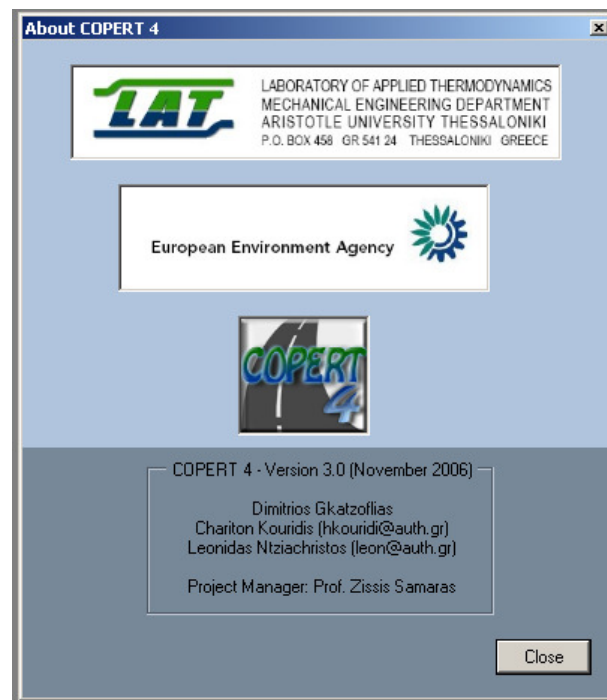 About COPERT 4
LAT
LABORATORY OF APPLIED THERMODYNAMICS
MECHANICAL ENGINEERING DEPARTMENT
ARISTOTLE UNIVERSITY THESSALONIKI
P.O. BOX 458 GR 541 24 THESSALONIKI GREECE
European Environment Agency
COPERT
4
COPERT 4 - Version 3.0 (November 2006)
Dimitrios Gkatzoflias
Chariton Kouridis (hkouridi@auth.gr)
Leonidas Ntziachristos (leon@auth.gr)
Project Manager: Prof. Zissis Samaras
Close